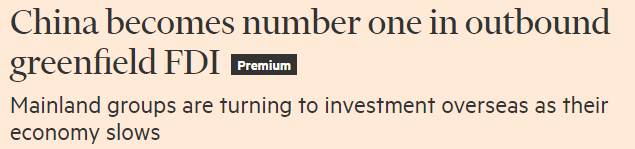 China becomes number one in outbound
greenfield FDI Premium
Mainland groups are turning to investment overseas as their
economy slows